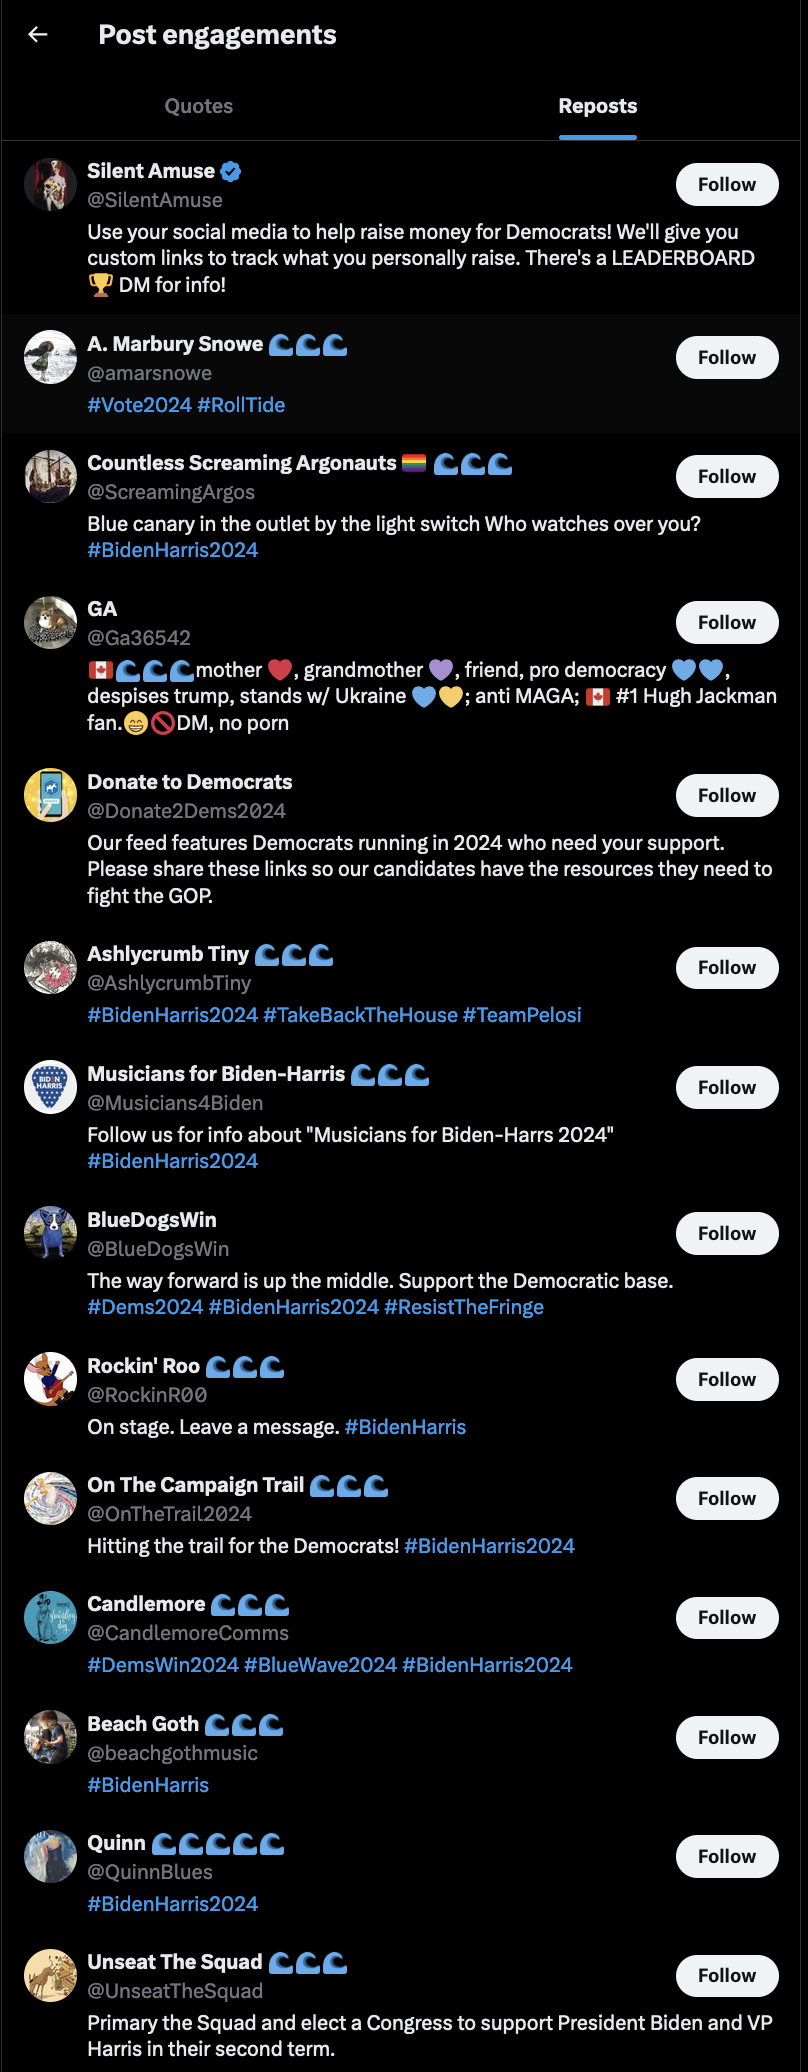 Post engagements
Quotes
Reposts
Silent Amuse
@SilentAmuse
Follow
Use your social media to help raise money for Democrats! We'll give you
custom links to track what you personally raise. There's a LEADERBOARD
🏆 DM for info!
A. Marbury Snowe 🌊🌊🌊
@amarsnowe
Follow
#Vote2024 #RollTide
Countless Screaming Argonauts 🏳️‍🌈 🌊🌊🌊
@ScreamingArgos
Follow
Blue canary in the outlet by the light switch Who watches over you?
#BidenHarris2024
GA
@Ga36542
Follow
🇨🇦🌊🌊🌊mother ❤️, grandmother 💜, friend, pro democracy 💙💙,
despises trump, stands w/ Ukraine 💙💛; anti MAGA; 🇨🇦 #1 Hugh Jackman
fan.😁🚫DM, no porn
Donate to Democrats
@Donate2Dems2024
Follow
Our feed features Democrats running in 2024 who need your support.
Please share these links so our candidates have the resources they need to
fight the GOP.
Ashlycrumb Tiny 🌊🌊🌊
@AshlycrumbTiny
Follow
#BidenHarris2024 #TakeBackTheHouse #TeamPelosi
BIDEN
HARRIS
Musicians for Biden-Harris 🌊🌊🌊
@Musicians4Biden
Follow
Follow us for info about "Musicians for Biden-Harrs 2024"
#BidenHarris2024
BlueDogsWin
@BlueDogsWin
Follow
The way forward is up the middle. Support the Democratic base.
#Dems2024 #BidenHarris2024 #ResistTheFringe
Rockin' Roo 🌊🌊🌊
@RockinR00
Follow
On stage. Leave a message. #BidenHarris
On The Campaign Trail 🌊🌊🌊
@OnTheTrail2024
Follow
Hitting the trail for the Democrats! #BidenHarris2024
Candlemore 🌊🌊🌊
@CandlemoreComms
Follow
#DemsWin2024 #BlueWave2024 #BidenHarris2024
Beach Goth 🌊🌊🌊
@beachgothmusic
Follow
#BidenHarris
Quinn 🌊🌊🌊🌊🌊
@QuinnBlues
Follow
#BidenHarris2024
Unseat The Squad 🌊🌊🌊
@UnseatTheSquad
Follow
Primary the Squad and elect a Congress to support President Biden and VP
Harris in their second term.